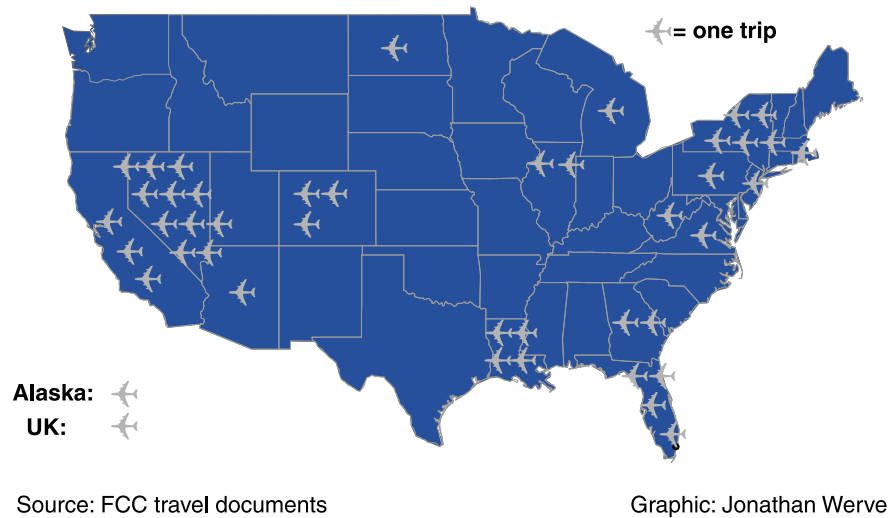 = one trip
Alaska:
UK:
Source: FCC travel documents
Graphic: Jonathan Werve